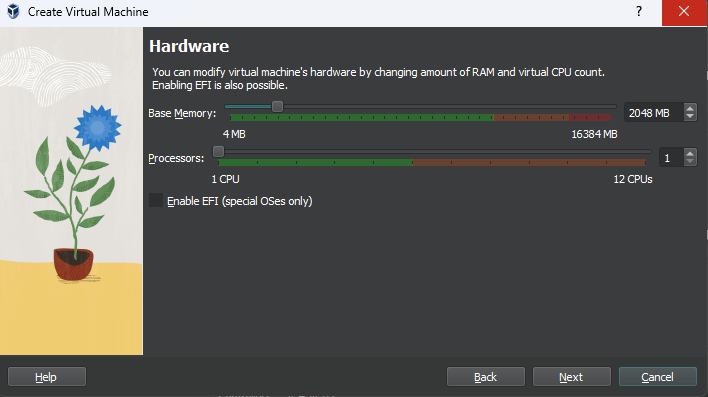 Create Virtual Machine
?
Hardware
You can modify virtual machine's hardware by changing amount of RAM and virtual CPU count.
Enabling EFI is also possible.
Base Memory: 2048 MB
4 MB 16384 MB
Processors: 1
1 CPU 12 CPUs
Enable EFI (special OSes only)
Help Back Next Cancel